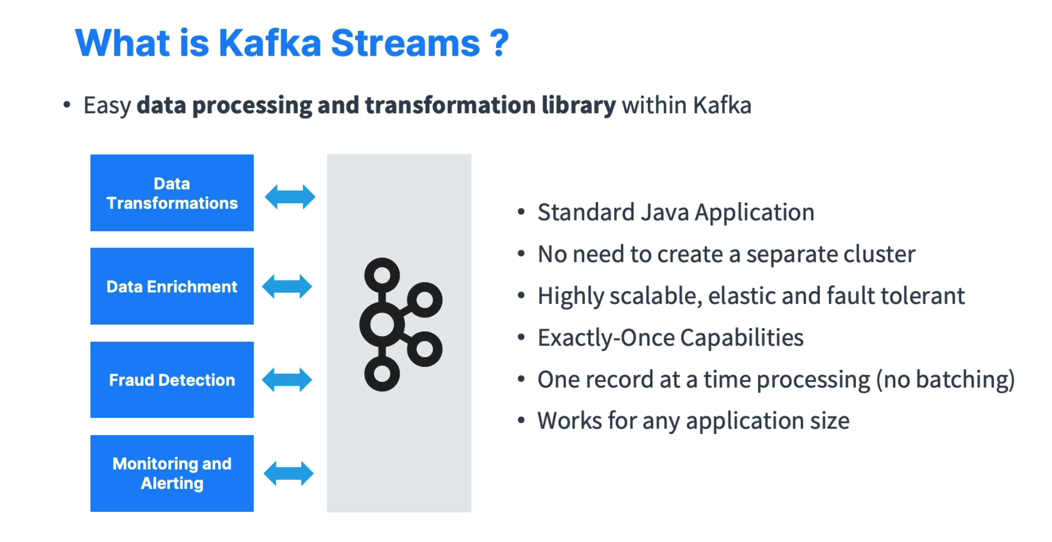 What is Kafka Streams ?
• Easy data processing and transformation library within Kafka
Data
Transformations
Data Enrichment
Fraud Detection
Monitoring and
Alerting
• Standard Java Application
• No need to create a separate cluster
• Highly scalable, elastic and fault tolerant
• Exactly-Once Capabilities
• One record at a time processing (no batching)
• Works for any application size